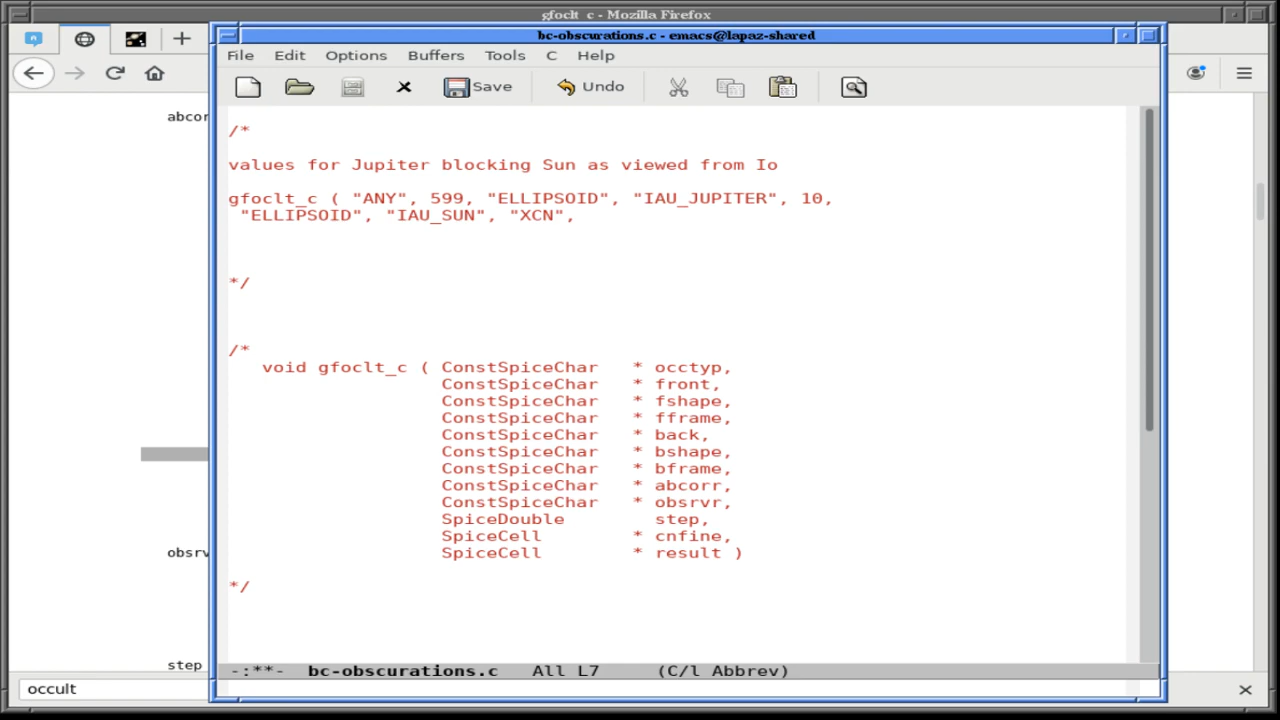 gfoclt_c - Mozilla Firefox
bc-obscurations.c - emacs@lapaz-shared
File Edit Options Buffers Tools C Help
Save Undo
abcor
/*
values for Jupiter blocking Sun as viewed from Io
gfoclt_c ( "ANY", 599, "ELLIPSOID", "IAU_JUPITER", 10,
"ELLIPSOID", "IAU_SUN", "XCN",
*/
/*
void gfoclt_c ( ConstSpiceChar * occtyp,
ConstSpiceChar * front,
ConstSpiceChar * fshape,
ConstSpiceChar * fframe,
ConstSpiceChar * back,
ConstSpiceChar * bshape,
ConstSpiceChar * bframe,
ConstSpiceChar * abcorr,
ConstSpiceChar * obsrvr,
SpiceDouble step,
SpiceCell * cnfine,
SpiceCell * result )
obsrv
*/
step
-:**- bc-obscurations.c All L7 (C/l Abbrev)
occult